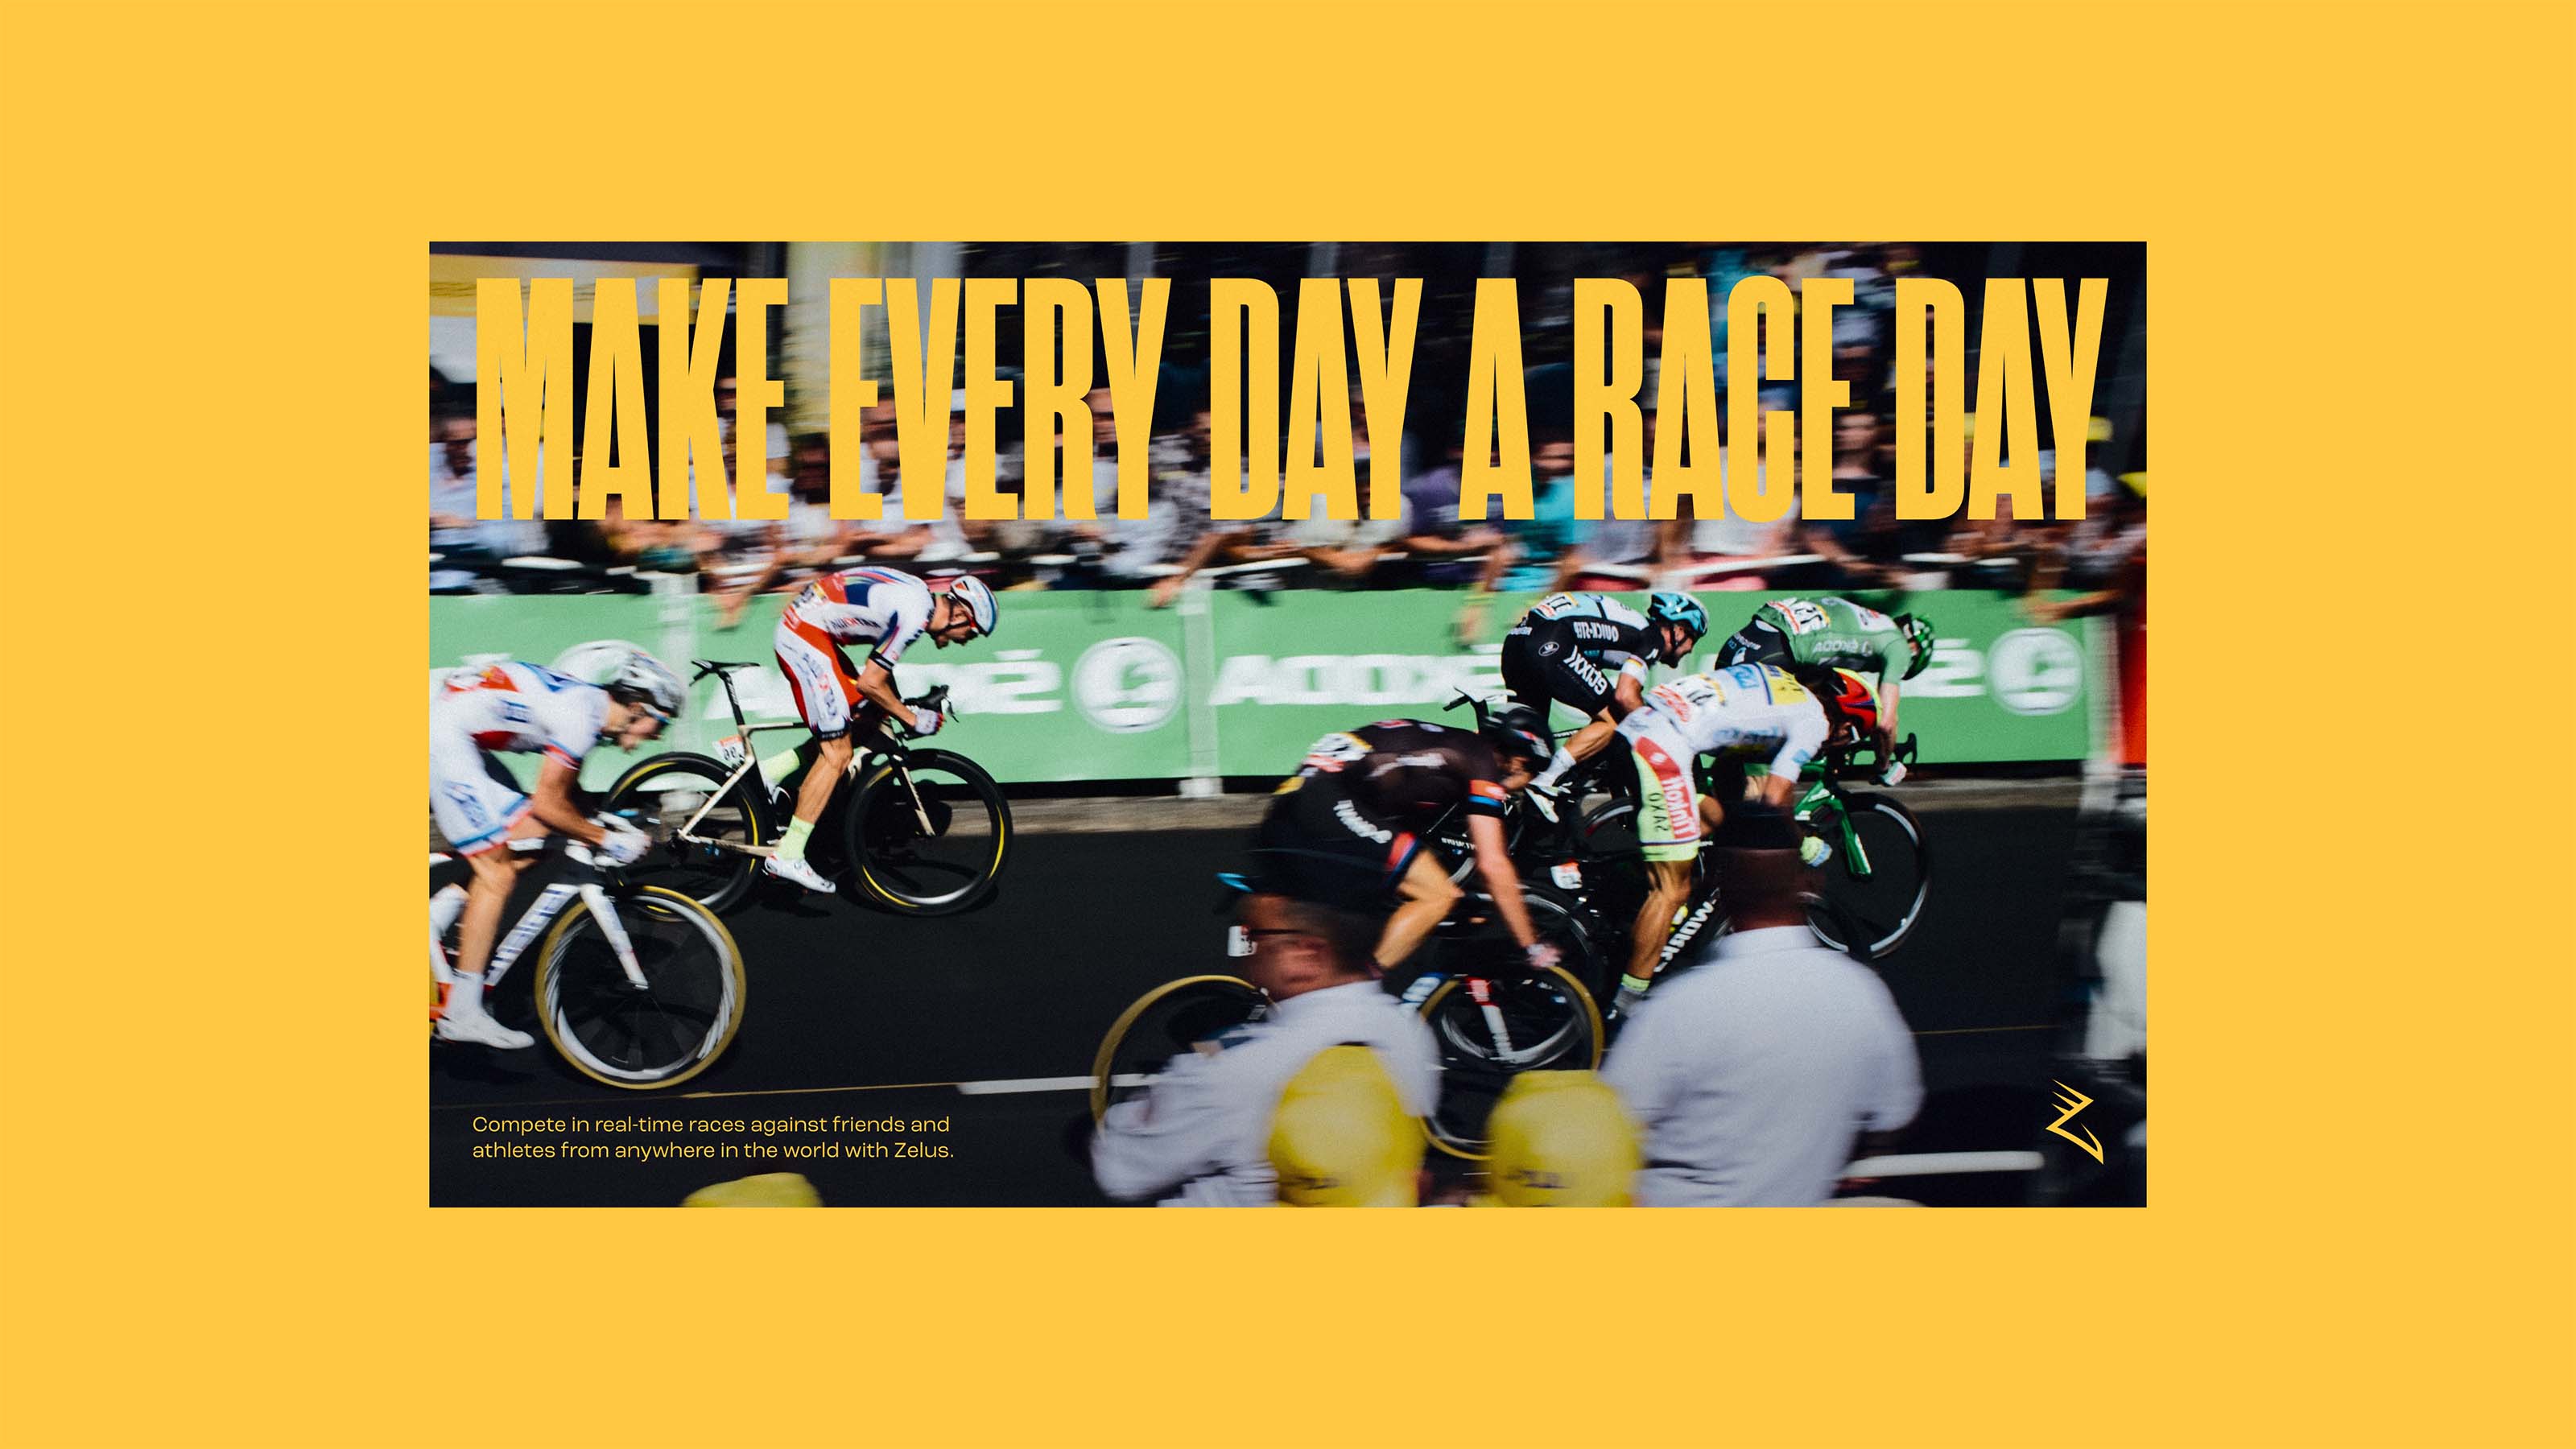 MAKE EVERY DAY A RACE DAY
Compete in real-time races against friends and
athletes from anywhere in the world with Zelus.